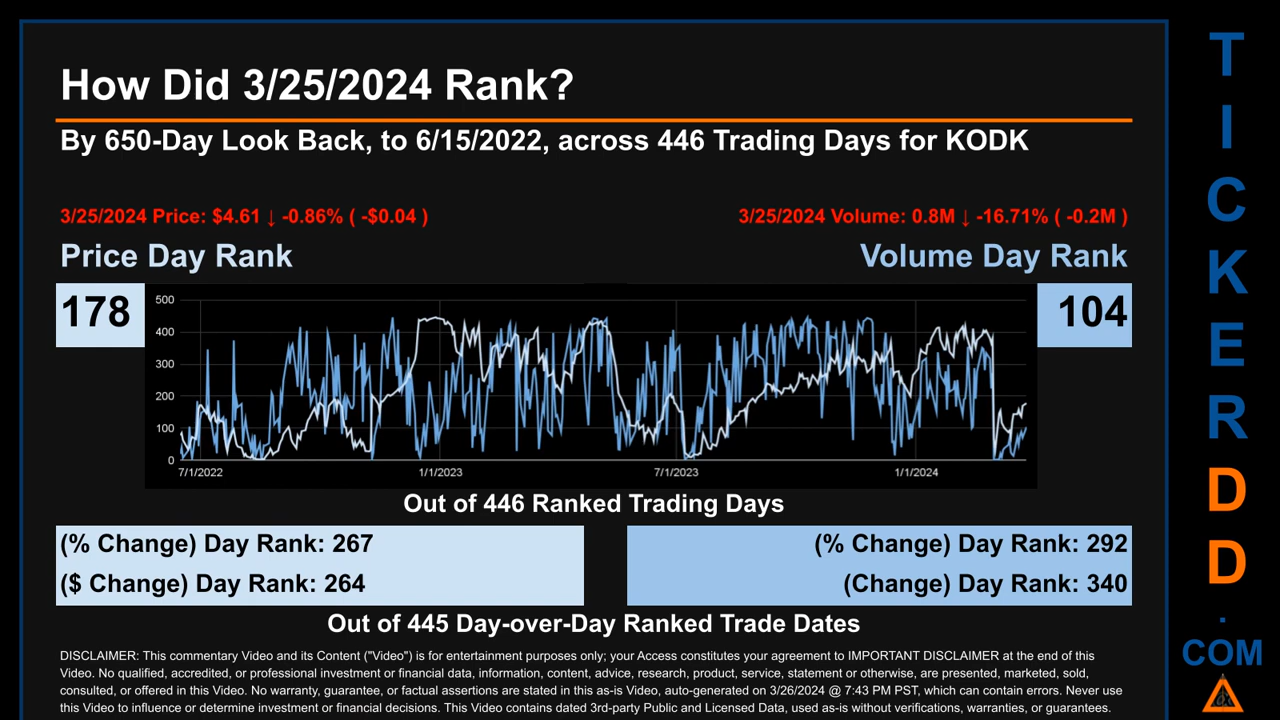 How Did 3/25/2024 Rank?
By 650-Day Look Back, to 6/15/2022, across 446 Trading Days for KODK
3/25/2024 Price: $4.61 ↓ -0.86% ( -$0.04 )
3/25/2024 Volume: 0.8M ↓ -16.71% ( -0.2M )
Price Day Rank
Volume Day Rank
178
104
500
400
300
200
100
0
7/1/2022
1/1/2023
7/1/2023
1/1/2024
Out of 446 Ranked Trading Days
(% Change) Day Rank: 267
($ Change) Day Rank: 264
(% Change) Day Rank: 292
(Change) Day Rank: 340
Out of 445 Day-over-Day Ranked Trade Dates
DISCLAIMER: This commentary Video and its Content ("Video") is for entertainment purposes only; your Access constitutes your agreement to IMPORTANT DISCLAIMER at the end of this
Video. No qualified, accredited, or professional investment or financial data, information, content, advice, research, product, service, statement or otherwise, are presented, marketed, sold,
consulted, or offered in this Video. No warranty, guarantee, or factual assertions are stated in this as-is Video, auto-generated on 3/26/2024 @ 7:43 PM PST, which can contain errors. Never use
this Video to influence or determine investment or financial decisions. This Video contains dated 3rd-party Public and Licensed Data, used as-is without verifications, warranties, or guarantees.
T
I
C
K
E
R
D
D
.
COM